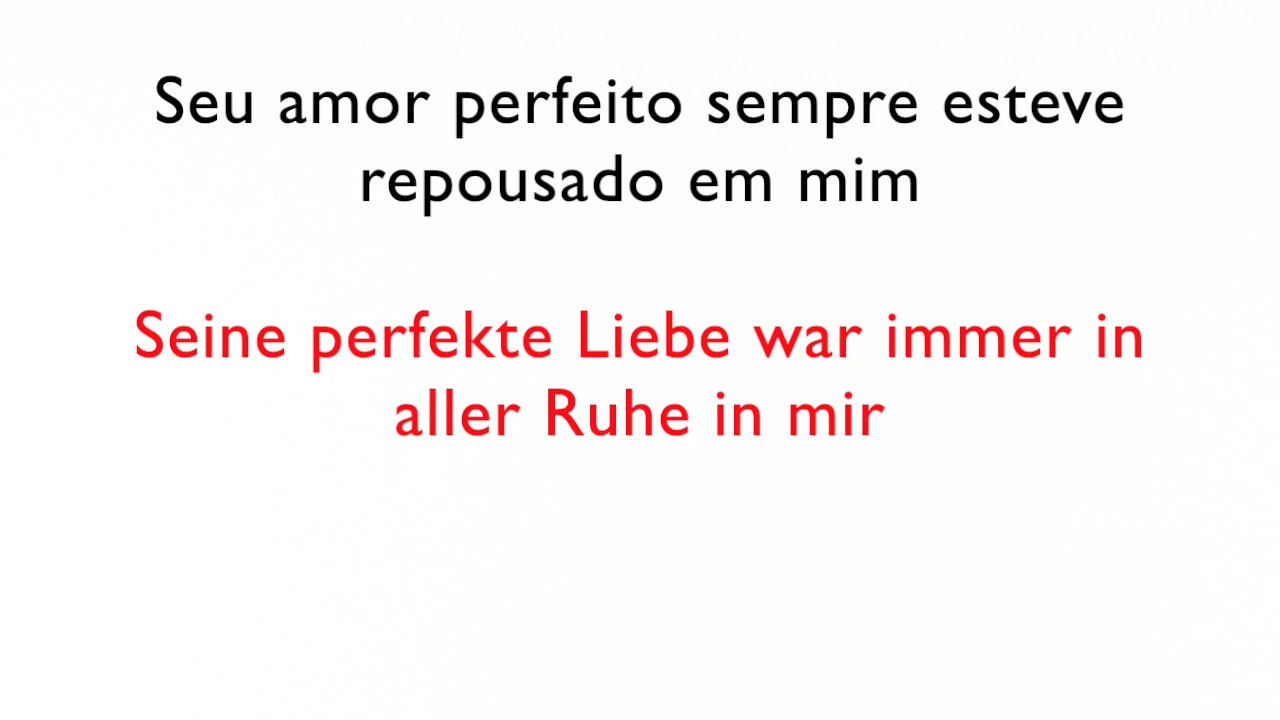 Seu amor perfeito sempre esteve
repousado em mim
Seine perfekte Liebe war immer in
aller Ruhe in mir